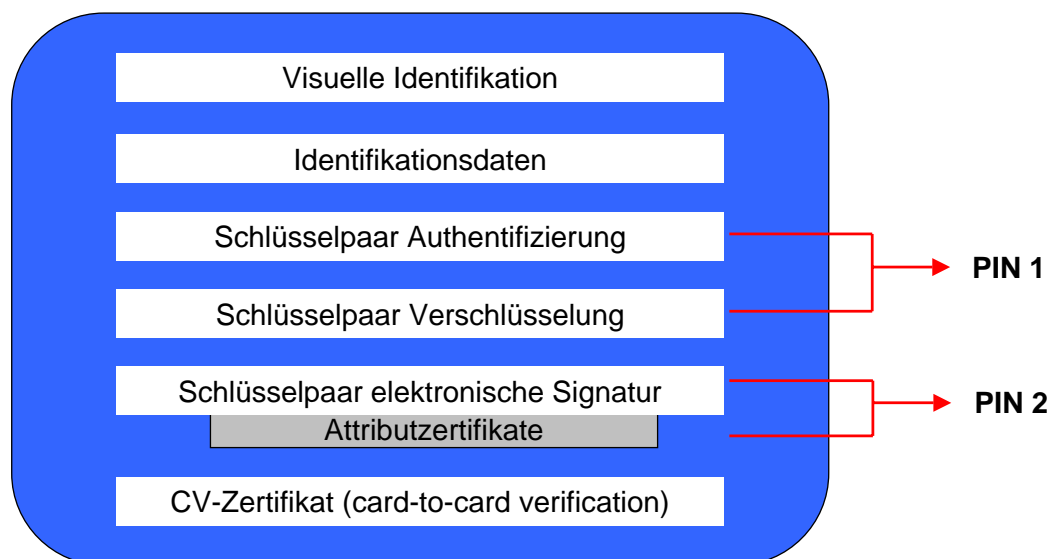 Visuelle Identifikation
Identifikationsdaten
Schlüsselpaar Authentifizierung
PIN 1
Schlüsselpaar Verschlüsselung
Schlüsselpaar elektronische Signatur
PIN 2
Attributzertifikate
CV-Zertifikat (card-to-card verification)